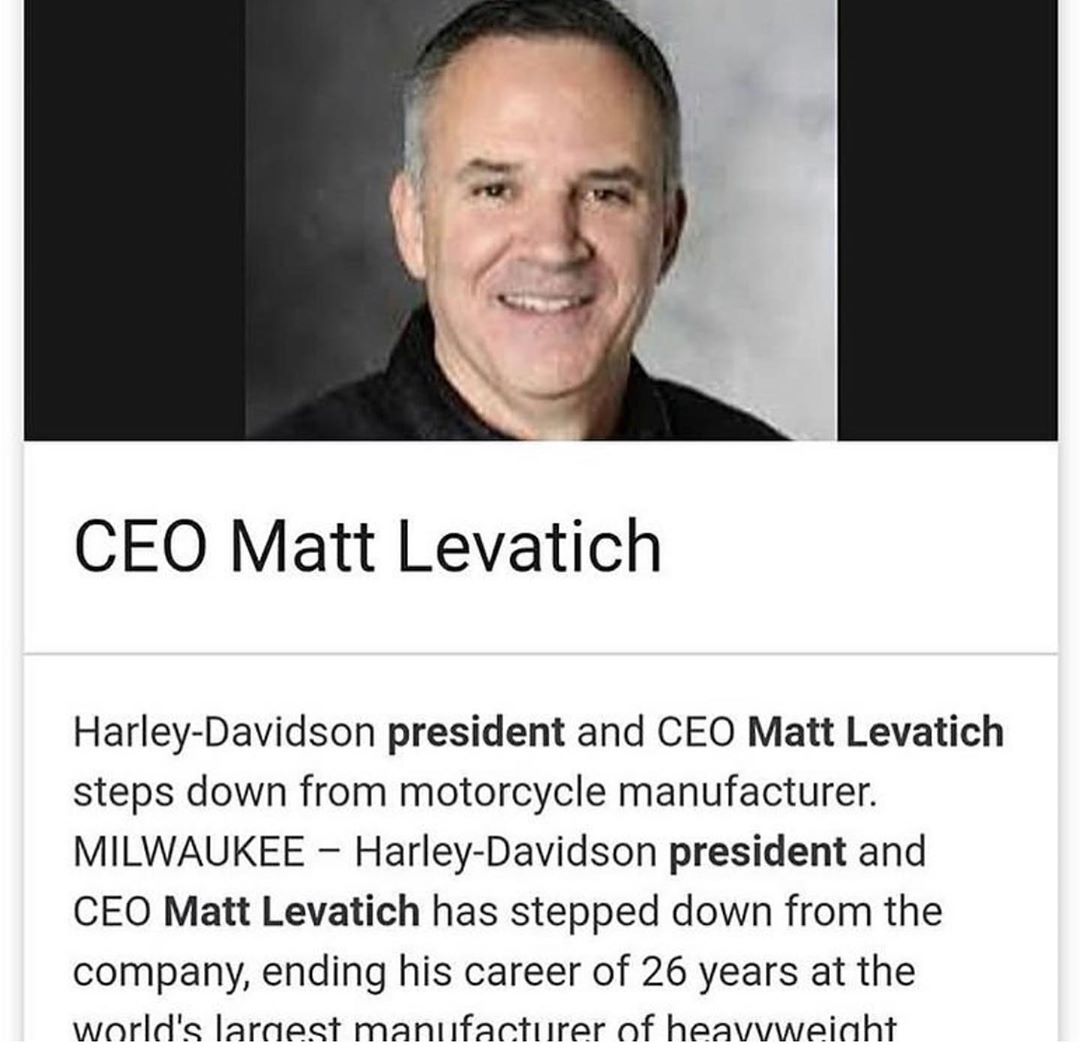 CEO Matt Levatich
Harley-Davidson president and CEO Matt Levatich
steps down from motorcycle manufacturer.
MILWAUKEE – Harley-Davidson president and
CEO Matt Levatich has stepped down from the
company, ending his career of 26 years at the
world's largest manufacturer of heavyweight